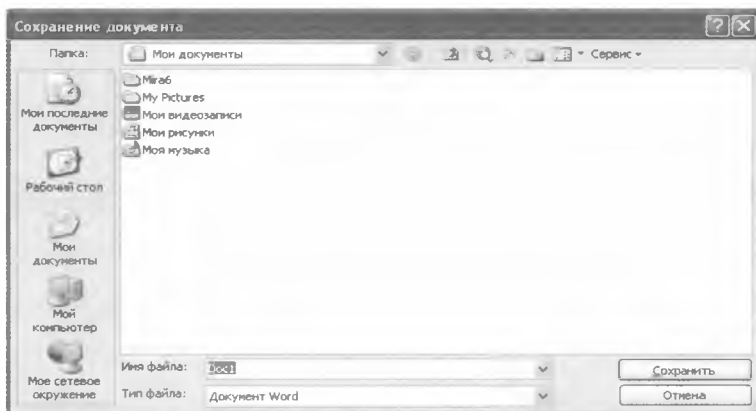 Сохранение документа
Папка:
Мои документы
Сервис
Мои последние
документы
Рабочий стол
Мои
документы
Мой
компьютер
Мое сетевое
окружение
Mira6
My Pictures
Мои видеозаписи
Мои рисунки
Моя музыка
Имя файла:
Doc1
Сохранить
Тип файла:
Документ Word
Отмена